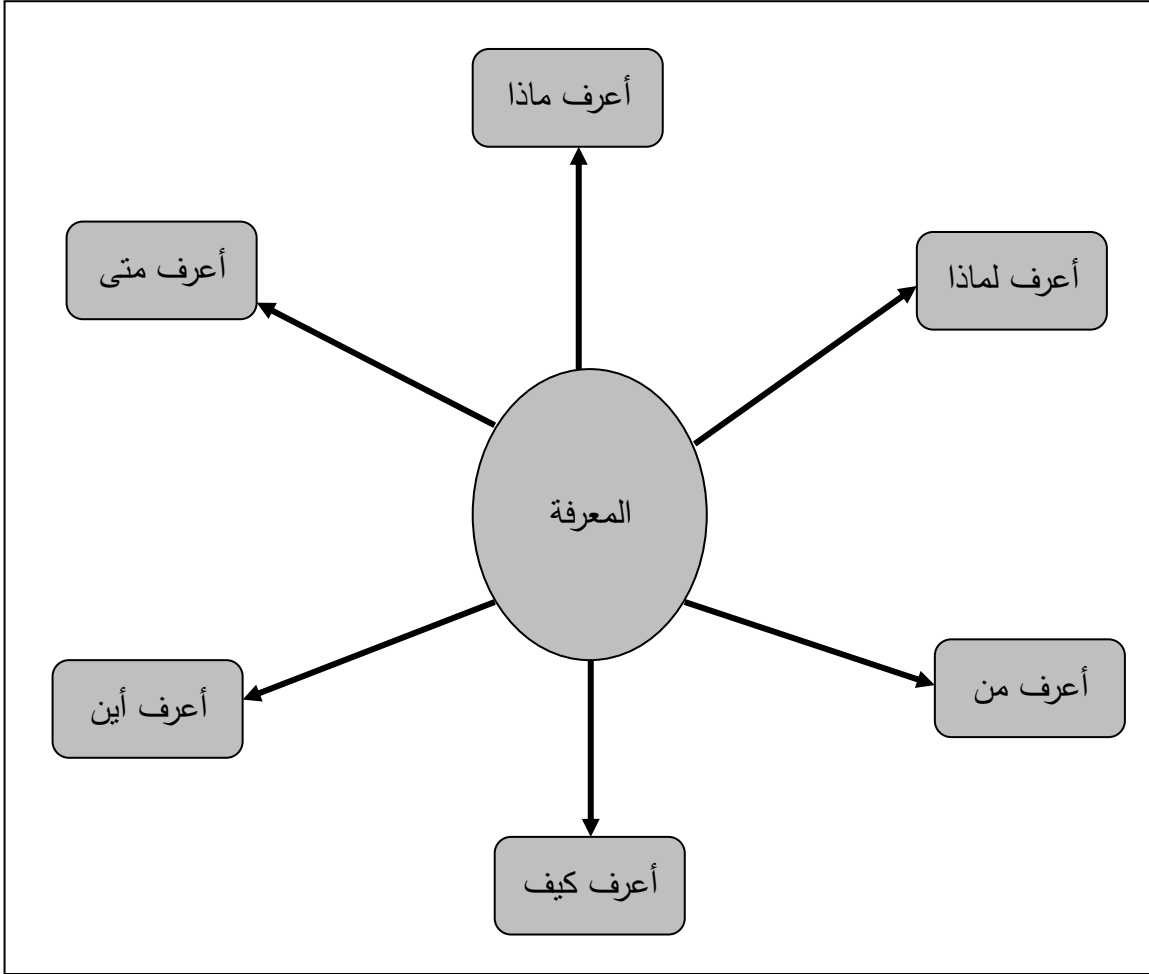 أعرف ماذا
أعرف لماذا
أعرف متى
المعرفة
أعرف من
أعرف أين
أعرف كيف